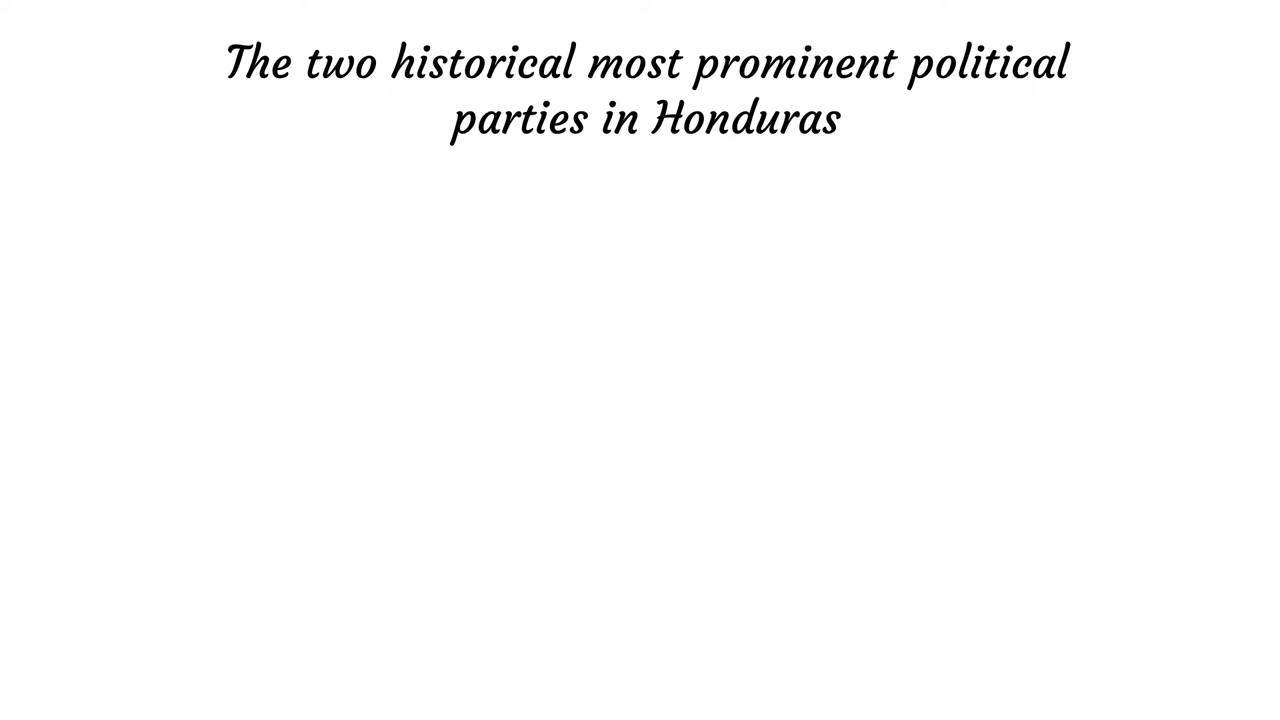 The two historical most prominent political
parties in Honduras